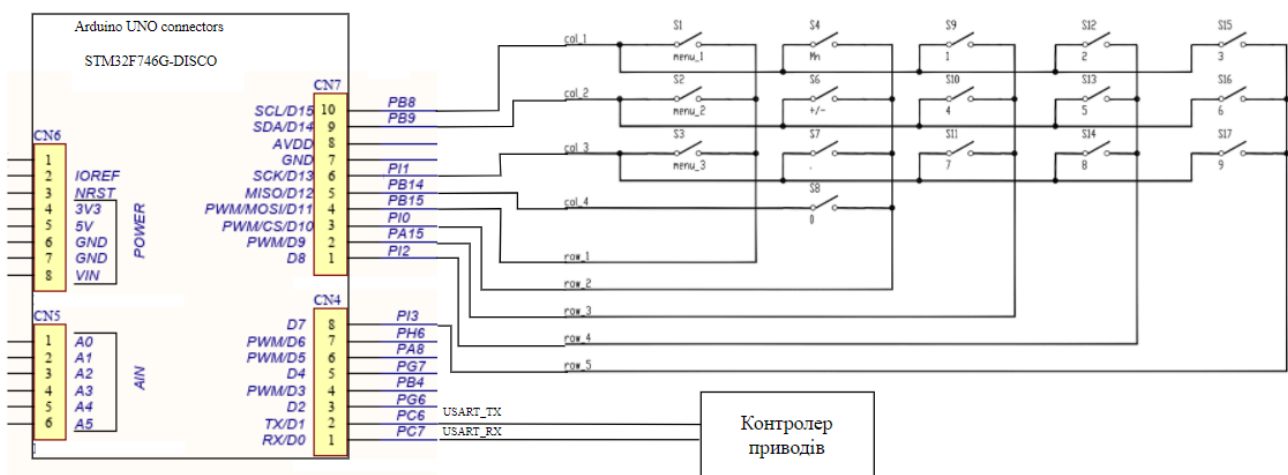 Arduino UNO connectors
STM32F746G-DISCO
CN6
1
2 IOREF
3 NRST
4 3V3
5 5V
6 GND
7 GND
8 VIN
POWER
CN5
1 A0
2 A1
3 A2
4 A3
5 A4
6 A5
AIN
CN7
SCL/D15 10 PB8
SDA/D14 9 PB9
AVDD 8
GND 7
SCK/D13 6 PI1
MISO/D12 5 PB14
PWM/MOSI/D11 4 PB15
PWM/CS/D10 3 PI0
PWM/D9 2 PA15
D8 1 PI2
CN4
D7 8 PI3
PWM/D6 7 PH6
PWM/D5 6 PA8
D4 5 PG7
PWM/D3 4 PB4
D2 3 PG6
TX/D1 2 PC6
RX/D0 1 PC7
USART_TX
USART_RX
col_1
S1
menu_1
S4
Mn
S9
1
S12
2
S15
3
col_2
S2
menu_2
S6
+/-
S10
4
S13
5
S16
6
col_3
S3
menu_3
S7
.
S11
7
S14
8
S17
9
col_4
S8
0
row_1
row_2
row_3
row_4
row_5
Контролер
приводів